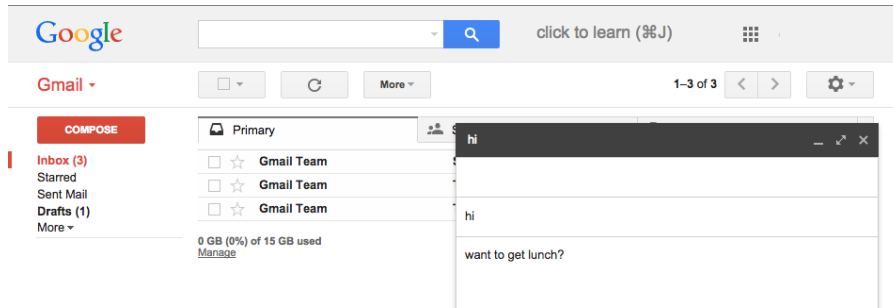 Google
click to learn (⌘J)
Gmail
More
1–3 of 3
COMPOSE
Primary
hi
Inbox (3)
Gmail Team
Starred
Gmail Team
Sent Mail
Drafts (1)
Gmail Team
hi
More
0 GB (0%) of 15 GB used
Manage
want to get lunch?